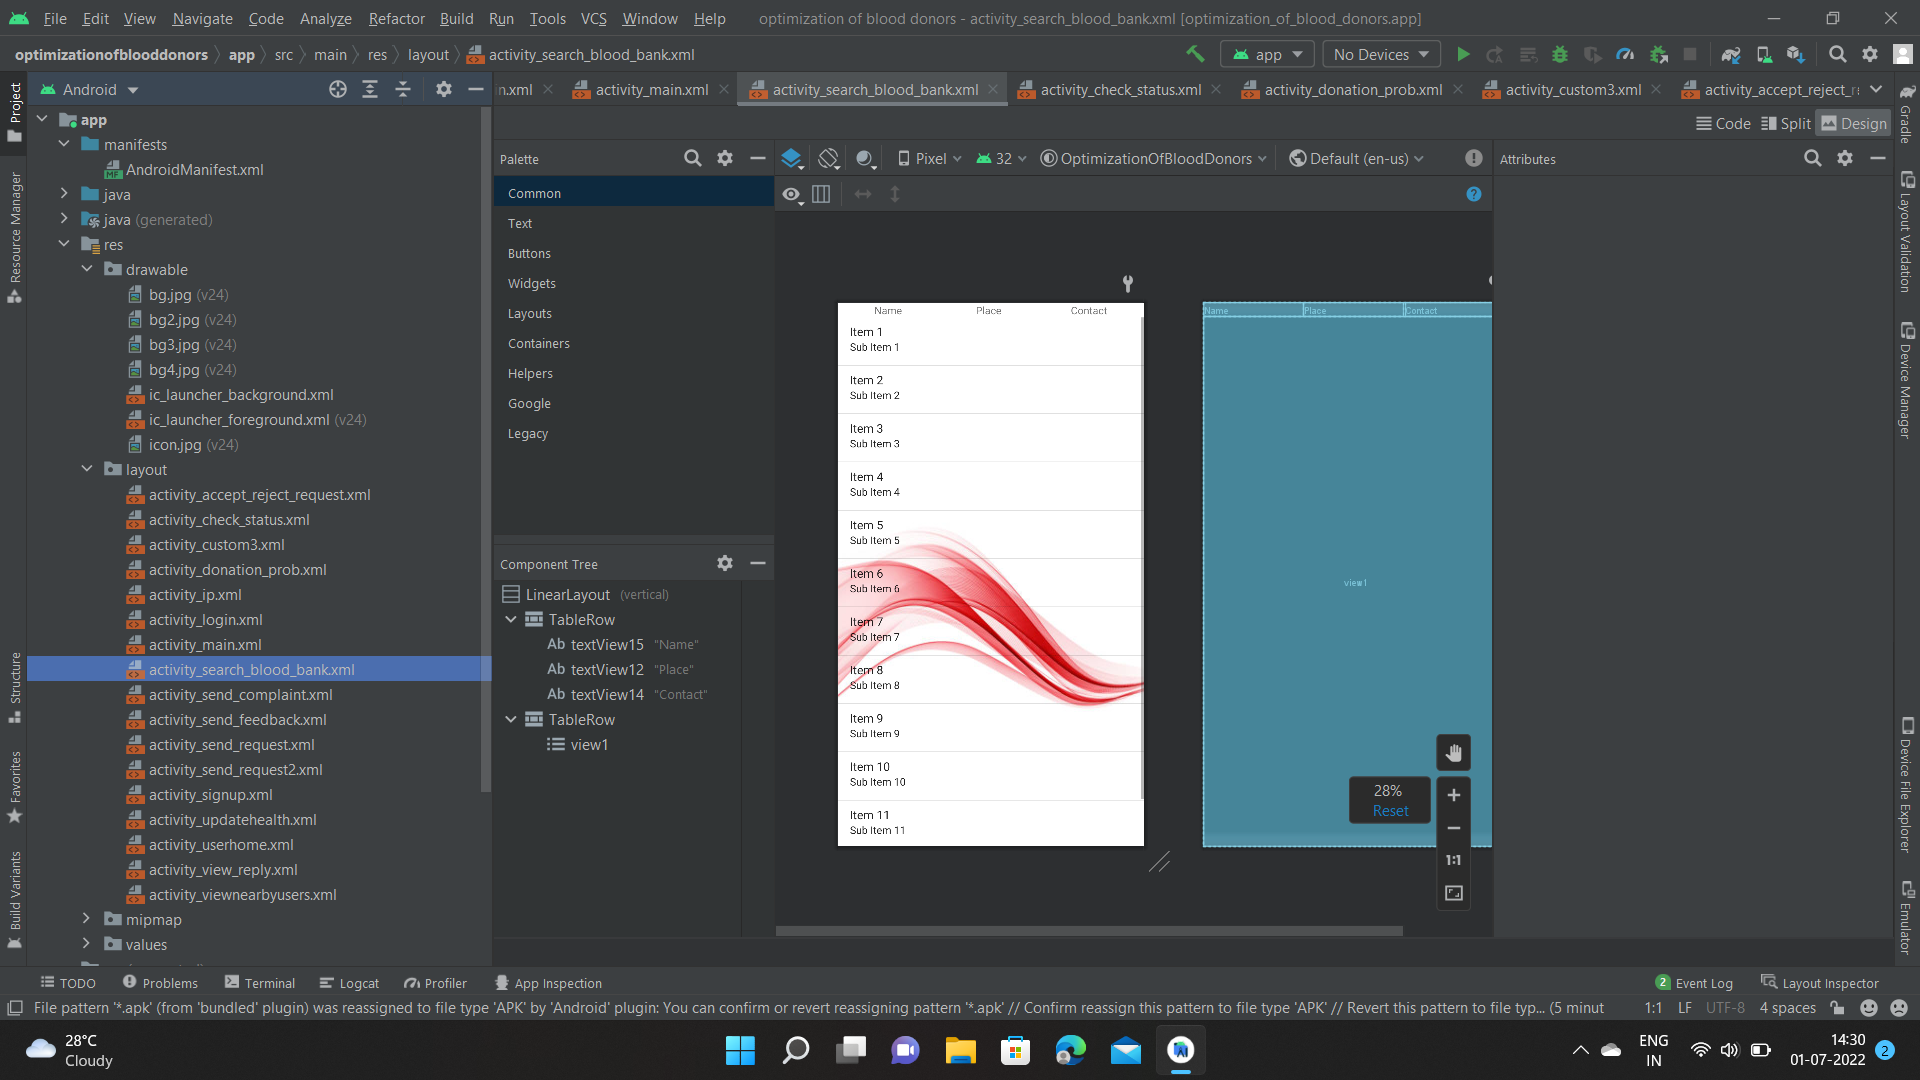 File Edit View Navigate Code Analyze Refactor Build Run Tools VCS Window Help optimization of blood donors - activity_search_blood_bank.xml [optimization_of_blood_donors.app]
optimizationofblooddonors app src main res layout activity_search_blood_bank.xml app No Devices
Android n.xml activity_main.xml activity_search_blood_bank.xml activity_check_status.xml activity_donation_prob.xml activity_custom3.xml activity_accept_reject_r
Code Split Design
Project
Resource Manager
Structure
Favorites
Build Variants
app
manifests
AndroidManifest.xml
java
java (generated)
res
drawable
bg.jpg (v24)
bg2.jpg (v24)
bg3.jpg (v24)
bg4.jpg (v24)
ic_launcher_background.xml
ic_launcher_foreground.xml (v24)
icon.jpg (v24)
layout
activity_accept_reject_request.xml
activity_check_status.xml
activity_custom3.xml
activity_donation_prob.xml
activity_ip.xml
activity_login.xml
activity_main.xml
activity_search_blood_bank.xml
activity_send_complaint.xml
activity_send_feedback.xml
activity_send_request.xml
activity_send_request2.xml
activity_signup.xml
activity_updatehealth.xml
activity_userhome.xml
activity_view_reply.xml
activity_viewnearbyusers.xml
mipmap
values
Palette
Common
Text
Buttons
Widgets
Layouts
Containers
Helpers
Google
Legacy
Component Tree
LinearLayout (vertical)
TableRow
Ab textView15 "Name"
Ab textView12 "Place"
Ab textView14 "Contact"
TableRow
view1
Pixel 32 OptimizationOfBloodDonors Default (en-us)
Name Place Contact
Item 1
Sub Item 1
Item 2
Sub Item 2
Item 3
Sub Item 3
Item 4
Sub Item 4
Item 5
Sub Item 5
Item 6
Sub Item 6
Item 7
Sub Item 7
Item 8
Sub Item 8
Item 9
Sub Item 9
Item 10
Sub Item 10
Item 11
Sub Item 11
Name Place Contact
view1
28%
Reset
1:1
Attributes
Gradle
Layout Validation
Device Manager
Device File Explorer
Emulator
TODO Problems Terminal Logcat Profiler App Inspection 2 Event Log Layout Inspector
File pattern '*.apk' (from 'bundled' plugin) was reassigned to file type 'APK' by 'Android' plugin: You can confirm or revert reassigning pattern '*.apk' // Confirm reassign this pattern to file type 'APK' // Revert this pattern to file typ... (5 minut 1:1 LF UTF-8 4 spaces
28°C
Cloudy
ENG
IN
14:30
01-07-2022
2